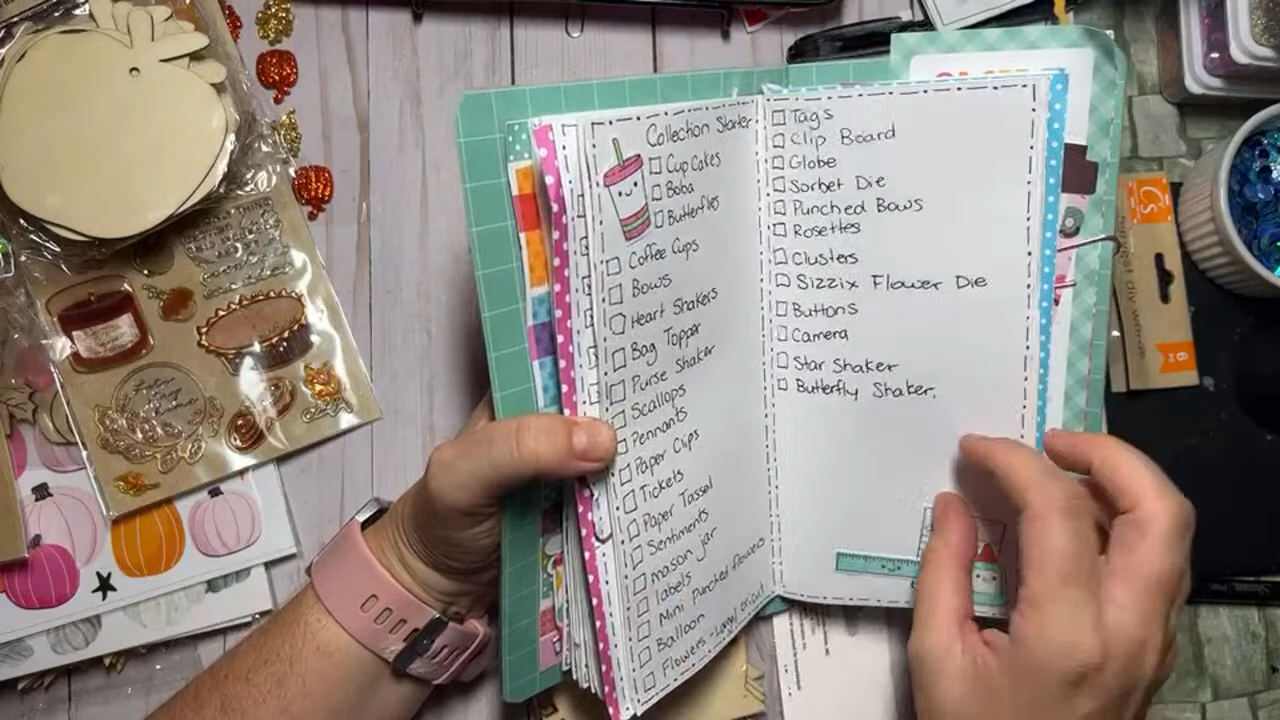 Collection Starter
Cup Cakes
Boba
Butterflies
Coffee Cups
Bows
Heart Shakers
Bag Topper
Purse Shaker
Scallops
Pennants
Paper Clips
Tickets
Paper Tassel
Sentiments
mason jar
labels
Mini Punched flowers
Balloon
Flowers -
Tags
Clip Board
Globe
Sorbet Die
Punched Bows
Rosettes
Clusters
Sizzix Flower Die
Buttons
Camera
Star Shaker
Butterfly Shaker.